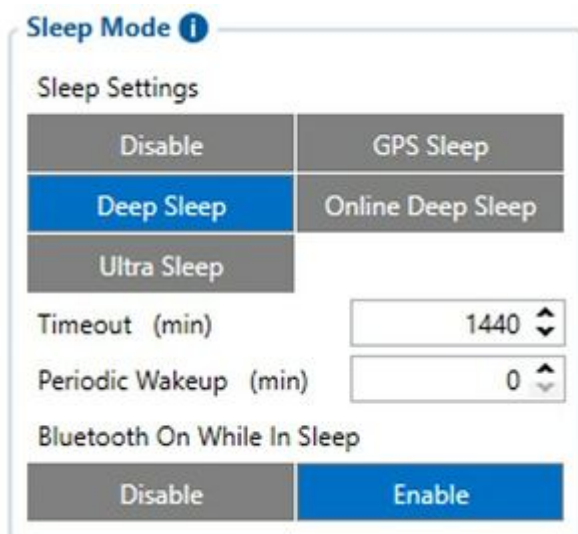 Sleep Mode i
Sleep Settings
Disable GPS Sleep
Deep Sleep Online Deep Sleep
Ultra Sleep
Timeout (min) 1440
Periodic Wakeup (min) 0
Bluetooth On While In Sleep
Disable Enable